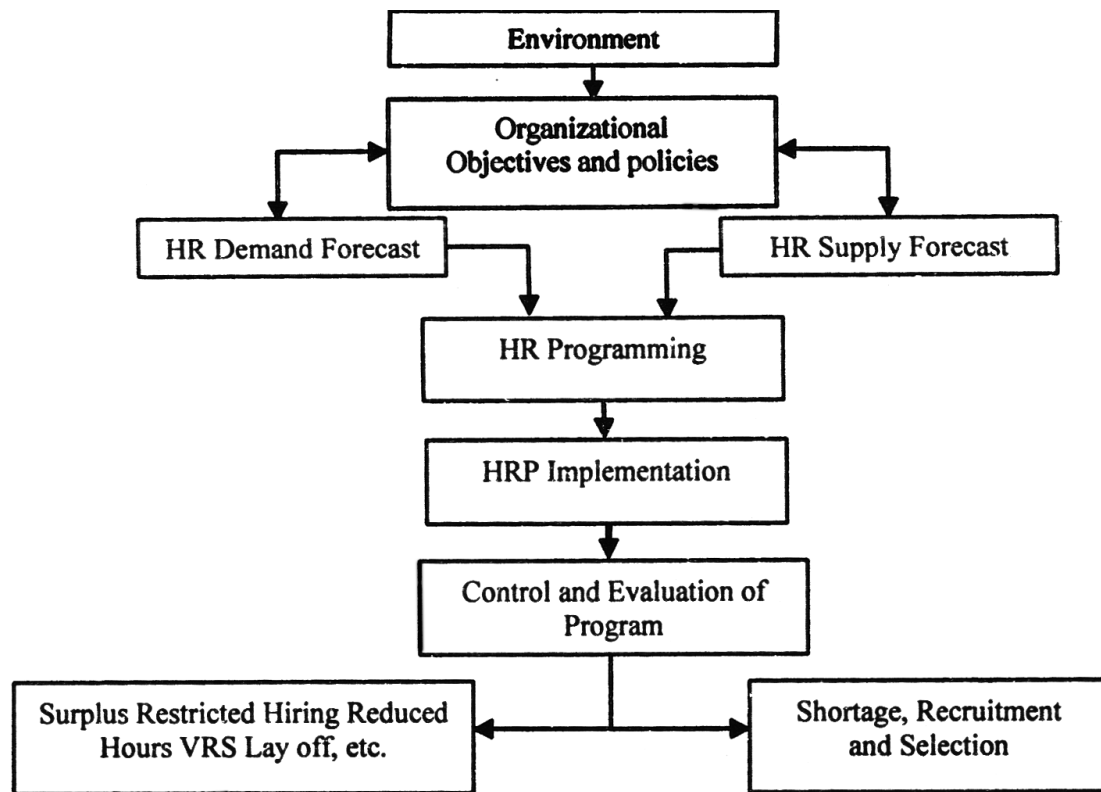 Environment
Organizational
Objectives and policies
HR Demand Forecast
HR Supply Forecast
HR Programming
HRP Implementation
Control and Evaluation of
Program
Surplus Restricted Hiring Reduced
Hours VRS Lay off, etc.
Shortage, Recruitment
and Selection